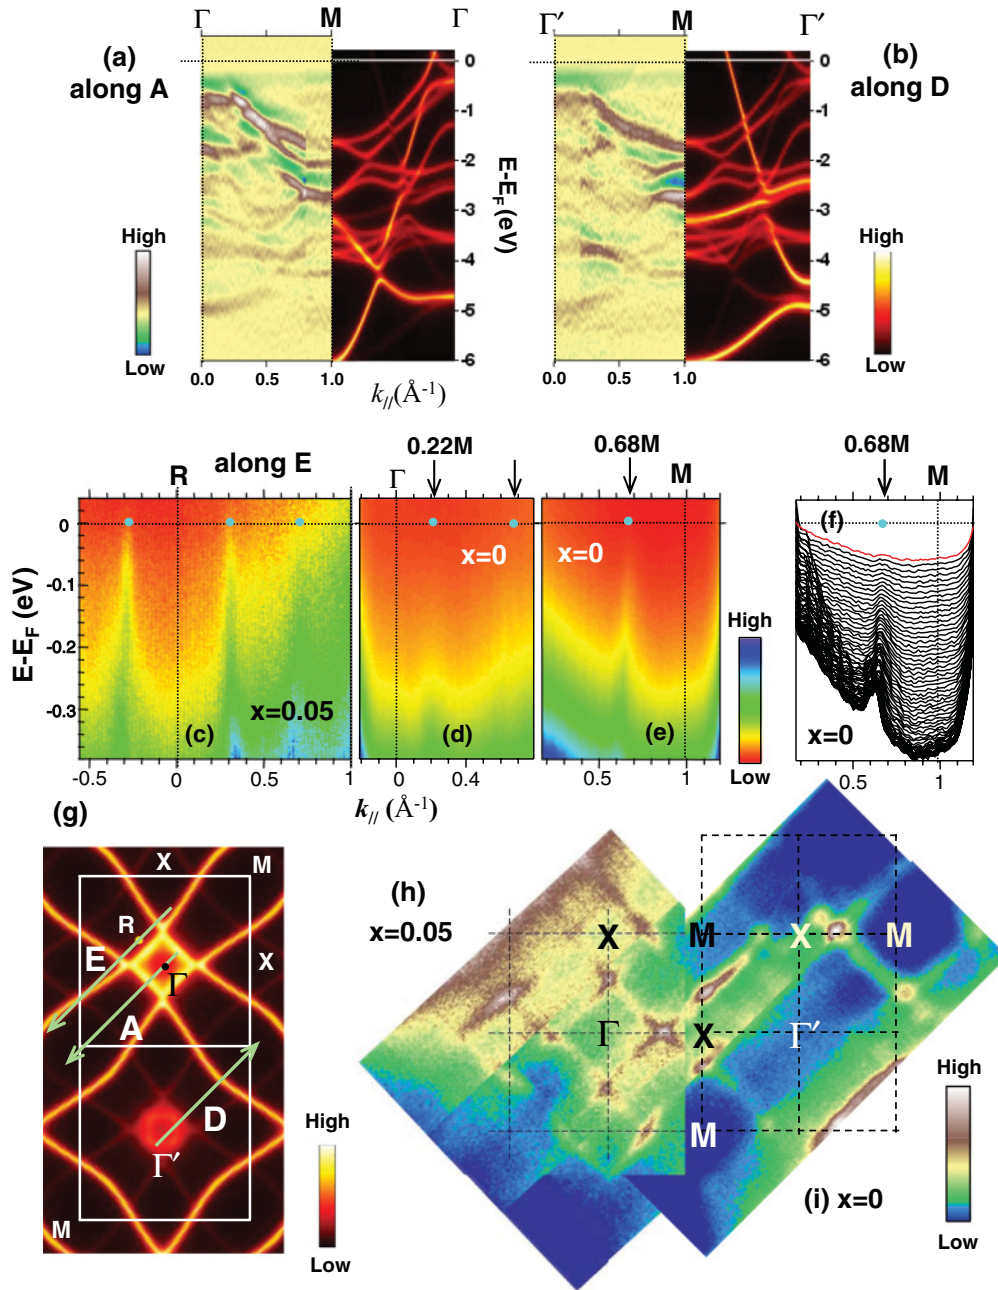 Γ M Γ Γ′ M Γ′
(a)
along A
(b)
along D
0
-1
-2
-3
-4
-5
-6
E-E_F (eV)
0
-1
-2
-3
-4
-5
-6
High
Low
High
Low
0.0 0.5 1.0
0.0 0.5 1.0
k_//(Å⁻¹)
along E
R
0.22M
Γ
0.68M
M
0.68M
M
E-E_F (eV)
0
-0.1
-0.2
-0.3
x=0.05
(c)
x=0
(d)
x=0
(e)
High
Low
(f)
x=0
-0.5 0 0.5 1
0 0.4
0.5 1
0.5 1
k_// (Å⁻¹)
(g)
X
M
R
E
Γ
X
A
D
Γ′
M
High
Low
(h)
x=0.05
X M X M
Γ X Γ′
M
(i) x=0
High
Low